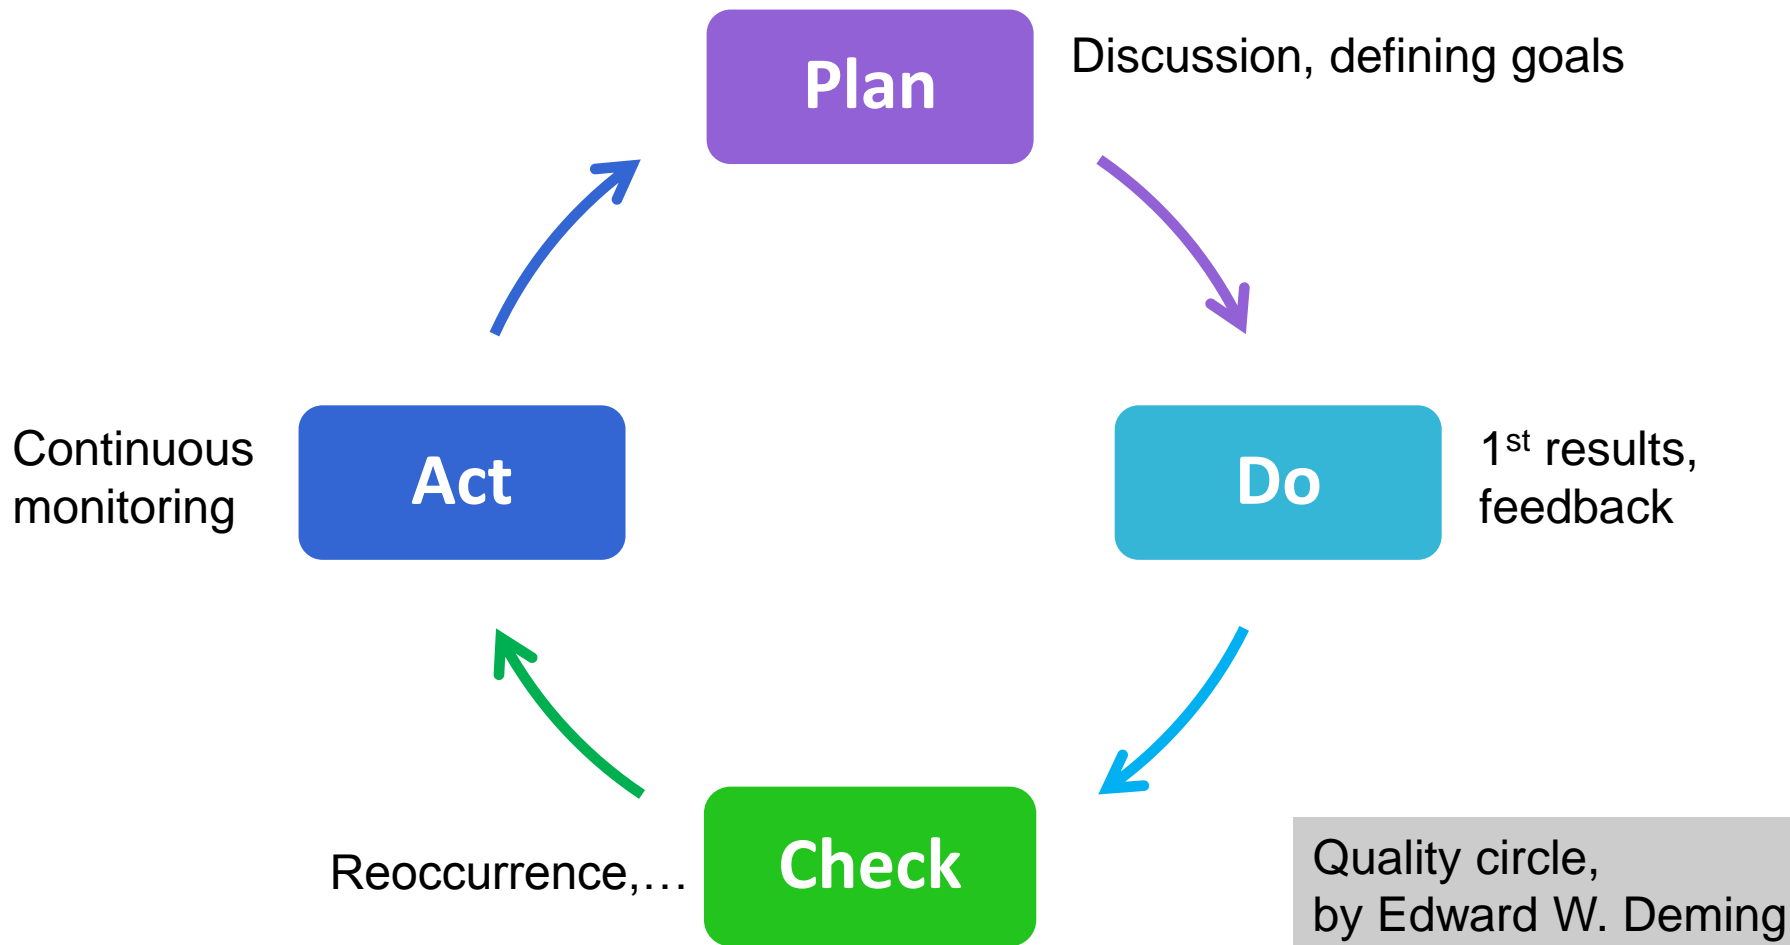 Plan
Discussion, defining goals
Continuous
monitoring
Act
Do
1st results,
feedback
Reoccurrence,…
Check
Quality circle,
by Edward W. Deming